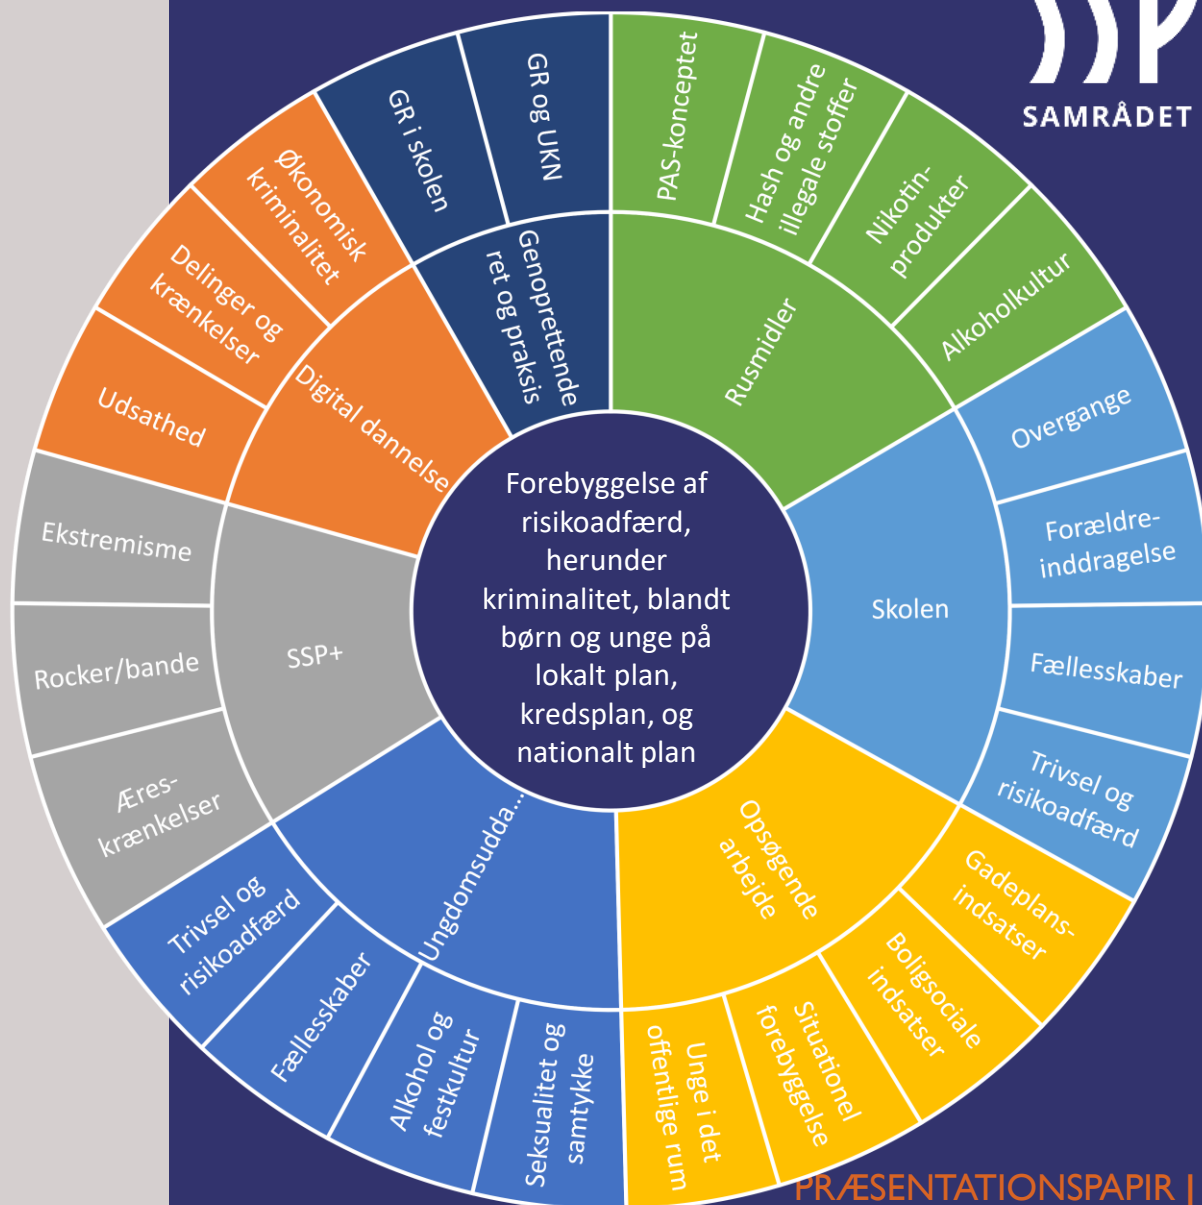 SSP
SAMRÅDET
PAS-konceptet
Hash og andre
illegale stoffer
Nikotin-
produkter
Alkoholkultur
Rusmidler
Overgange
Forældre-
inddragelse
Fællesskaber
Trivsel og
risikoadfærd
Skolen
Gadeplans-
indsatser
Boligsociale
indsatser
Situationel
forebyggelse
Unge i det
offentlige rum
Opsøgende
arbejde
Seksualitet og
samtykke
Alkohol og
festkultur
Fællesskaber
Trivsel og
risikoadfærd
Ungdomsudda...
Æres-
krænkelser
Rocker/bande
Ekstremisme
SSP+
Udsathed
Delinger og
krænkelser
Økonomisk
kriminalitet
Digital dannelse
GR i skolen
GR og UKN
Genoprettende
ret og praksis
Forebyggelse af
risikoadfærd,
herunder
kriminalitet, blandt
børn og unge på
lokalt plan,
kredsplan, og
nationalt plan
PRÆSENTATIONSPAPIR |